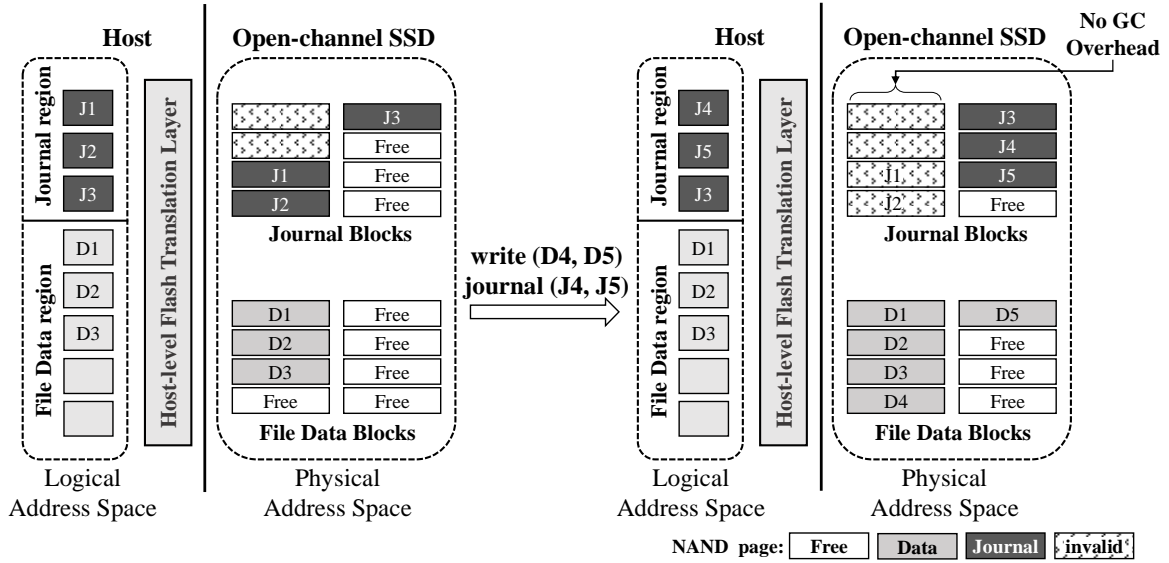 Host
Open-channel SSD
Journal region
J1
J2
J3
File Data region
D1
D2
D3
Host-level Flash Translation Layer
J3
Free
J1
Free
J2
Free
Journal Blocks
D1
Free
D2
Free
D3
Free
Free
Free
File Data Blocks
Logical
Address Space
Physical
Address Space
write (D4, D5)
journal (J4, J5)
No GC
Overhead
Host
Open-channel SSD
Journal region
J4
J5
J3
File Data region
D1
D2
D3
Host-level Flash Translation Layer
J3
J4
J1
J5
J2
Free
Journal Blocks
D1
D5
D2
Free
D3
Free
D4
Free
File Data Blocks
Logical
Address Space
Physical
Address Space
NAND page: Free Data Journal invalid